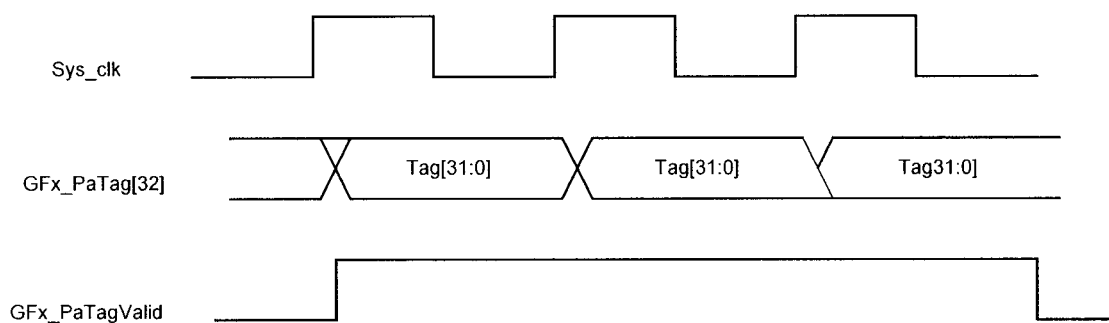 Sys_clk
GFx_PaTag[32]
Tag[31:0]
Tag[31:0]
Tag31:0]
GFx_PaTagValid